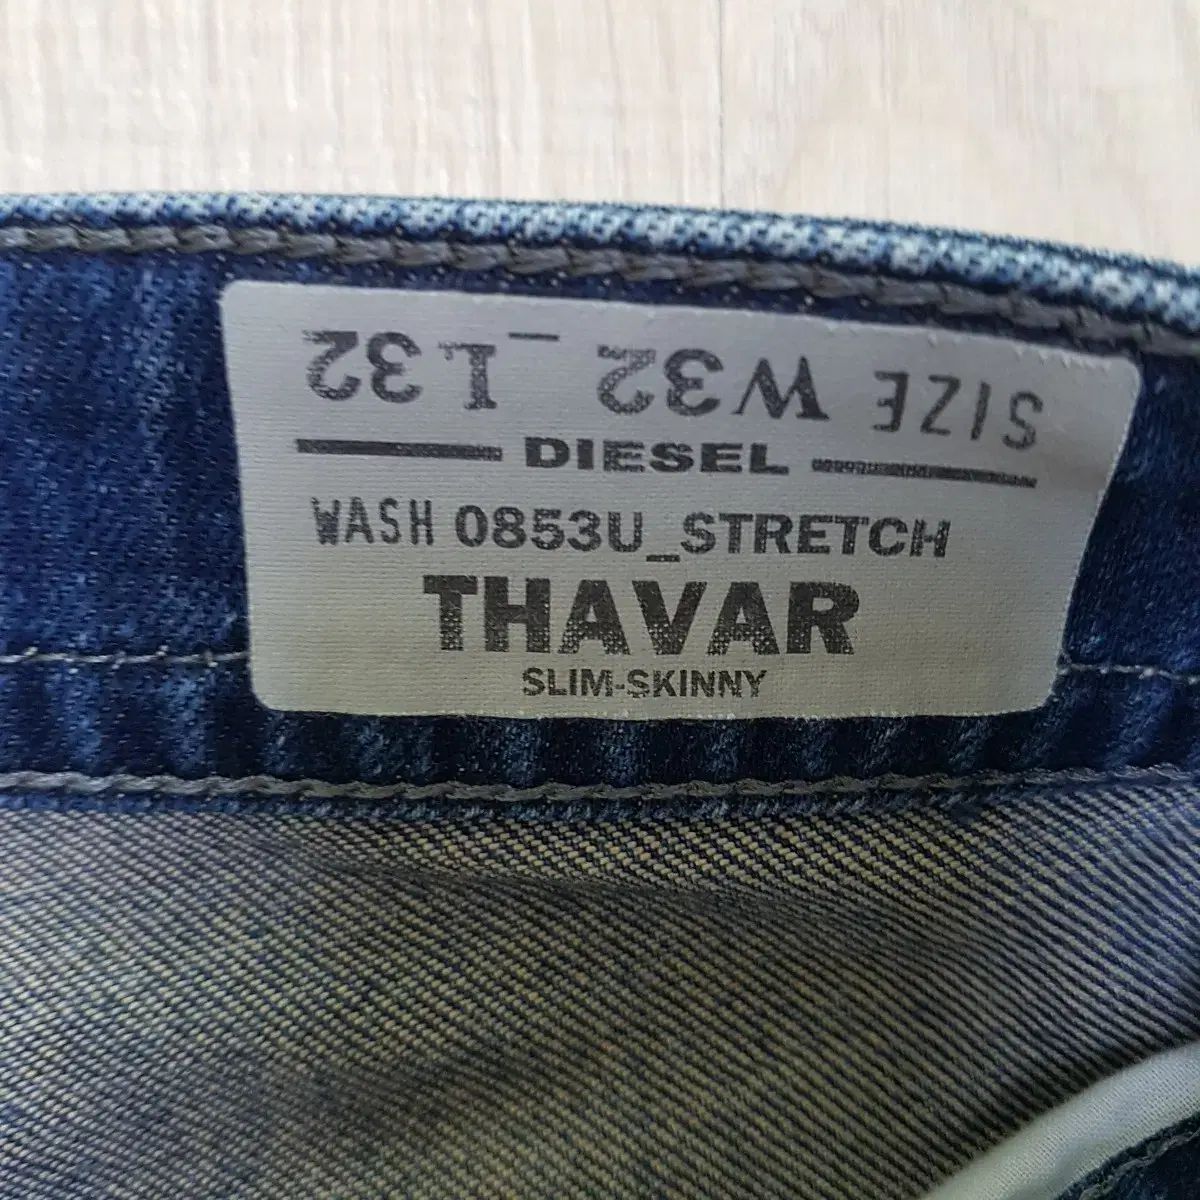 SIZE W32_L32
DIESEL
WASH 0853U_STRETCH
THAVAR
SLIM-SKINNY